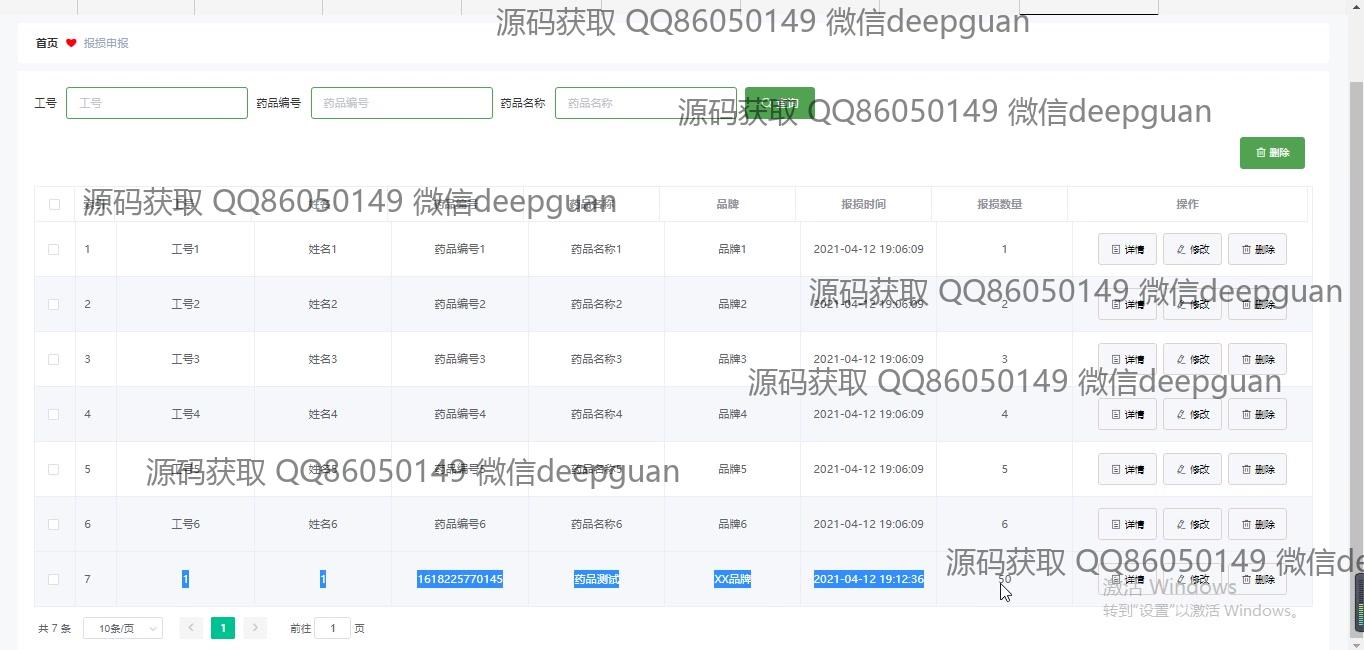 源码获取 QQ86050149 微信deepguan
首页 报损申报
工号 工号 药品编号 药品编号 药品名称 药品名称 查询
源码获取 QQ86050149 微信deepguan
删除
源码获取 QQ86050149 微信deepguan
索引 工号 姓名 药品编号 药品名称 品牌 报损时间 报损数量 操作
1 工号1 姓名1 药品编号1 药品名称1 品牌1 2021-04-12 19:06:09 1 详情 修改 删除
源码获取 QQ86050149 微信deepguan
2 工号2 姓名2 药品编号2 药品名称2 品牌2 2021-04-12 19:06:09 2 详情 修改 删除
3 工号3 姓名3 药品编号3 药品名称3 品牌3 2021-04-12 19:06:09 3 详情 修改 删除
源码获取 QQ86050149 微信deepguan
4 工号4 姓名4 药品编号4 药品名称4 品牌4 2021-04-12 19:06:09 4 详情 修改 删除
5 工号5 姓名5 药品编号5 药品名称5 品牌5 2021-04-12 19:06:09 5 详情 修改 删除
源码获取 QQ86050149 微信deepguan
6 工号6 姓名6 药品编号6 药品名称6 品牌6 2021-04-12 19:06:09 6 详情 修改 删除
源码获取 QQ86050149 微信de
7 1 1 1618225770145 药品测试 XX品牌 2021-04-12 19:12:36 50 详情 修改 删除
激活 Windows
转到"设置"以激活 Windows。
共 7 条 10条/页 1 前往 1 页